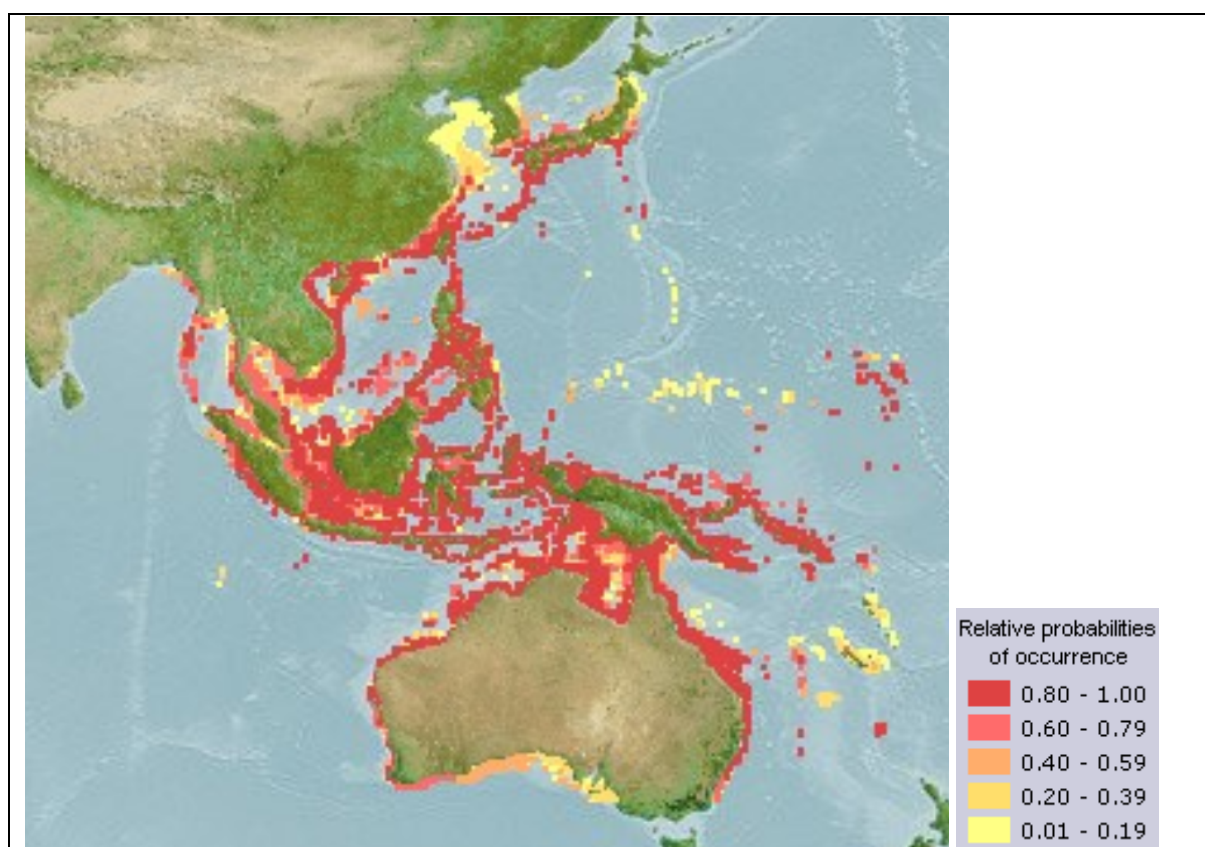 Relative probabilities
of occurrence
0.80 - 1.00
0.60 - 0.79
0.40 - 0.59
0.20 - 0.39
0.01 - 0.19